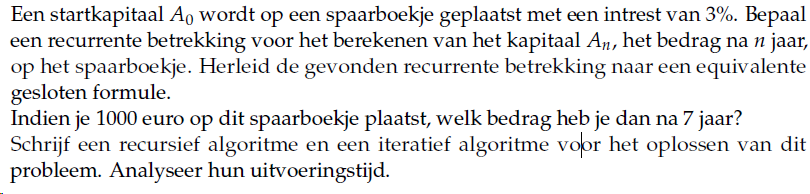 Een startkapitaal A₀ wordt op een spaarboekje geplaatst met een intrest van 3%. Bepaal
een recurrente betrekking voor het berekenen van het kapitaal Aₙ, het bedrag na n jaar,
op het spaarboekje. Herleid de gevonden recurrente betrekking naar een equivalente
gesloten formule.
Indien je 1000 euro op dit spaarboekje plaatst, welk bedrag heb je dan na 7 jaar?
Schrijf een recursief algoritme en een iteratief algoritme voor het oplossen van dit
probleem. Analyseer hun uitvoeringstijd.